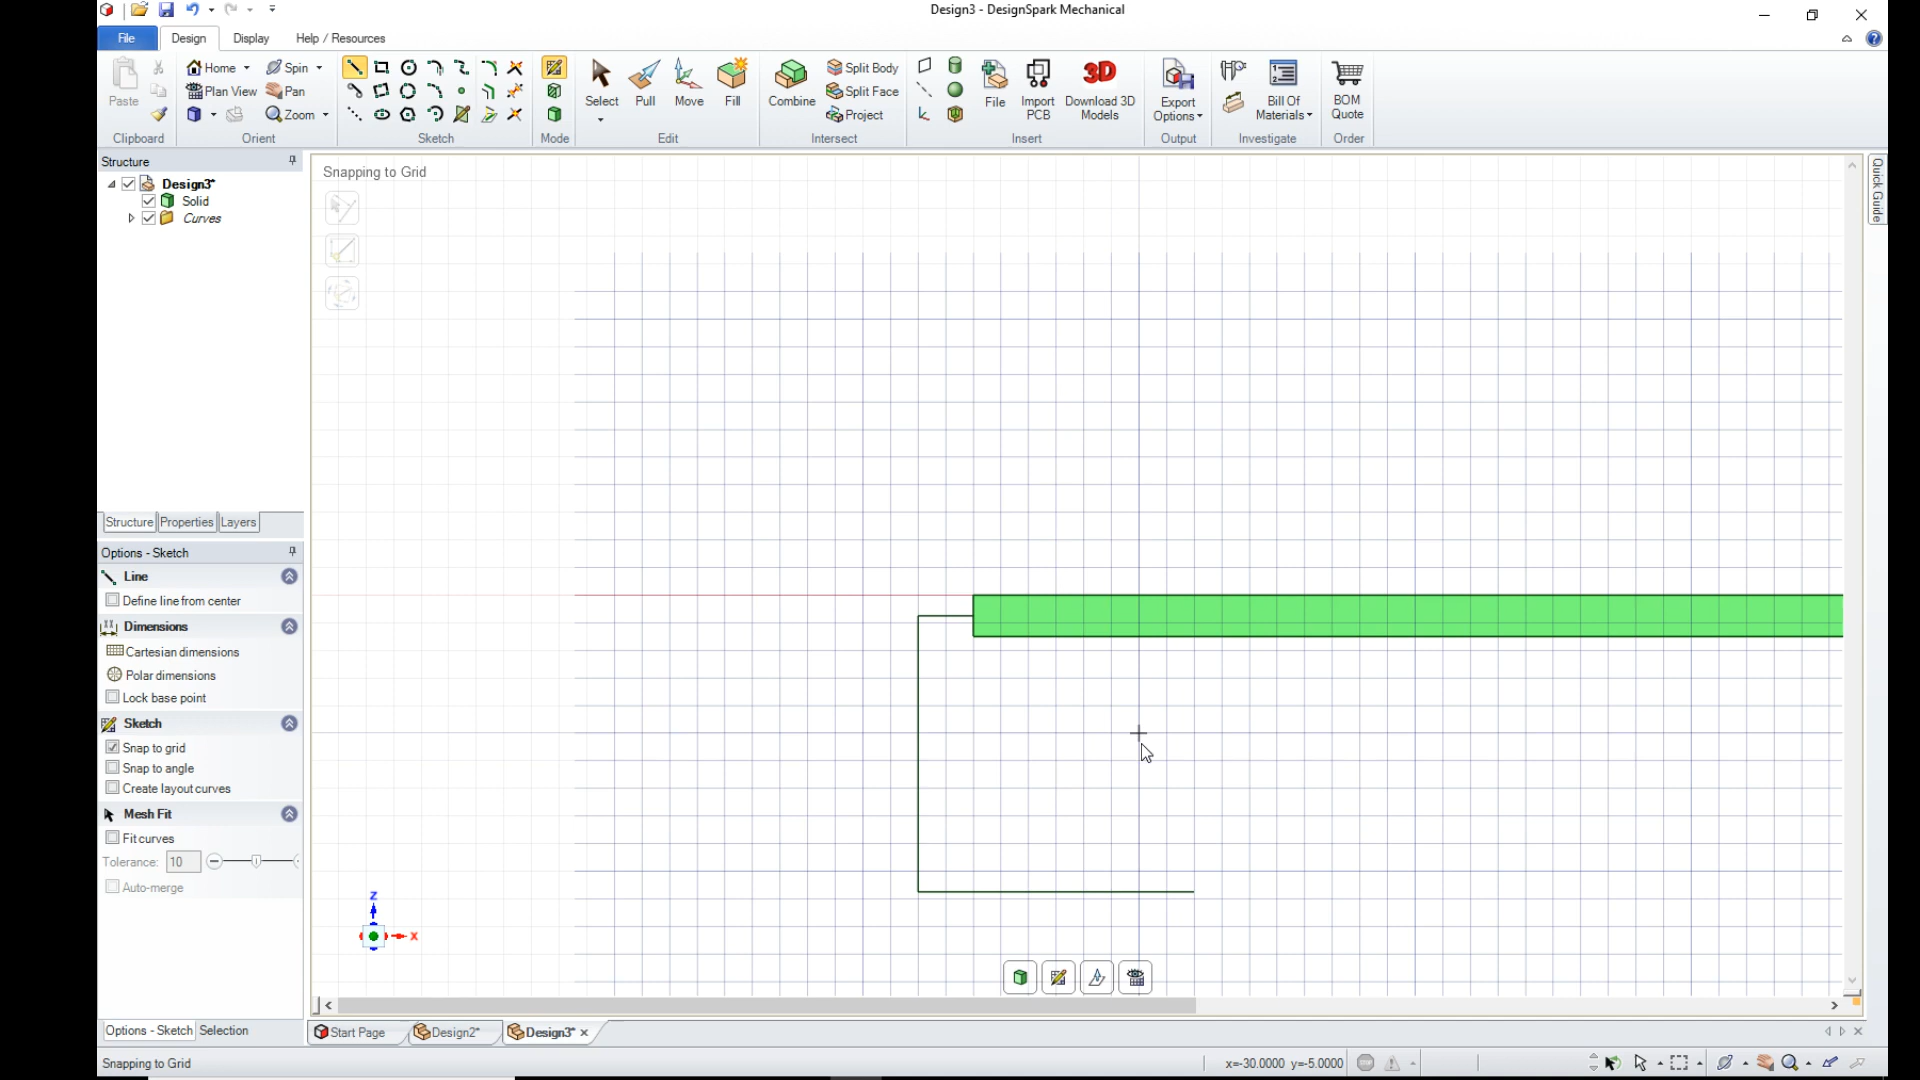 Design3 - DesignSpark Mechanical
File Design Display Help / Resources
Paste Home Spin Plan View Pan Zoom Select Pull Move Fill Combine Split Body Split Face Project File Import PCB Download 3D Models Export Options Bill Of Materials BOM Quote
3D
Clipboard Orient Sketch Mode Edit Intersect Insert Output Investigate Order
Structure
Design3*
Solid
Curves
Snapping to Grid
Quick Guide
Structure Properties Layers
Options - Sketch
Line
Define line from center
Dimensions
Cartesian dimensions
Polar dimensions
Lock base point
Sketch
Snap to grid
Snap to angle
Create layout curves
Mesh Fit
Fit curves
Tolerance: 10
Auto-merge
Z
X
Options - Sketch Selection
Start Page Design2* Design3*
Snapping to Grid x=-30.0000 y=-5.0000